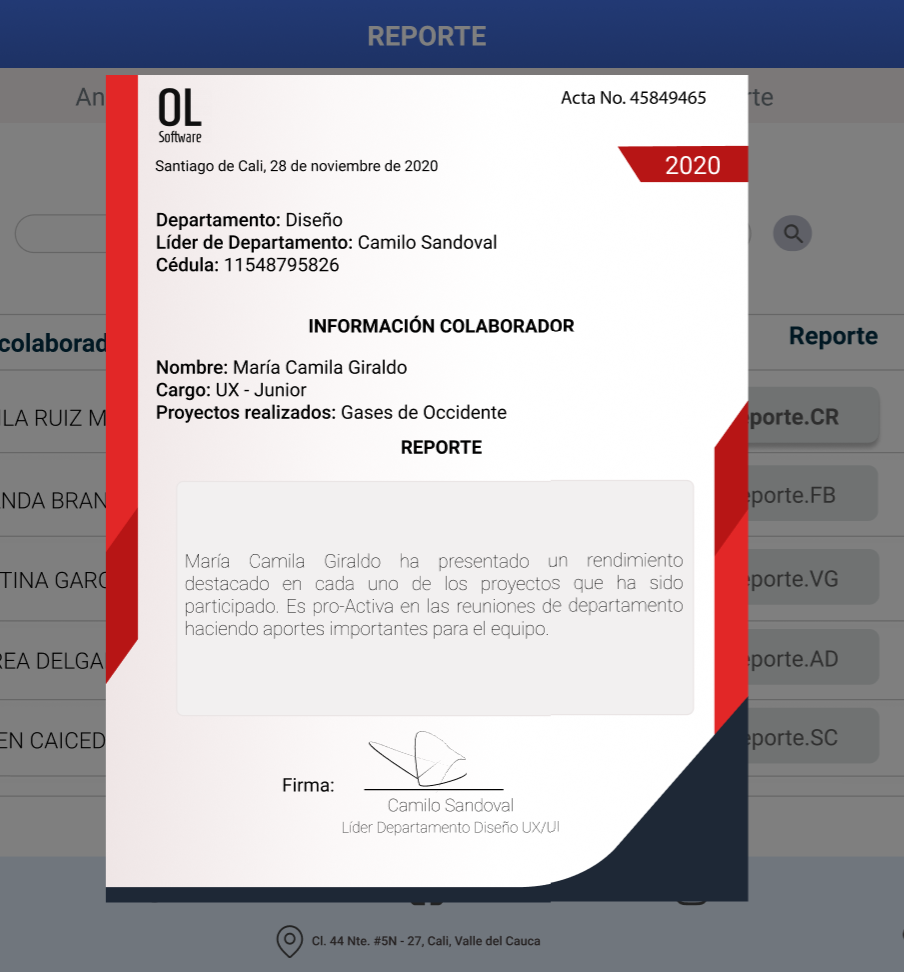 REPORTE
OL
Software
Acta No. 45849465
Santiago de Cali, 28 de noviembre de 2020
2020
Departamento: Diseño
Líder de Departamento: Camilo Sandoval
Cédula: 11548795826
INFORMACIÓN COLABORADOR
Nombre: María Camila Giraldo
Cargo: UX - Junior
Proyectos realizados: Gases de Occidente
REPORTE
María Camila Giraldo ha presentado un rendimiento
destacado en cada uno de los proyectos que ha sido
participado. Es pro-Activa en las reuniones de departamento
haciendo aportes importantes para el equipo.
Firma:
Camilo Sandoval
Líder Departamento Diseño UX/UI
An
rte
colaborad
Reporte
LA RUIZ M
porte.CR
NDA BRAN
eporte.FB
TINA GARC
eporte.VG
REA DELGA
eporte.AD
EN CAICED
eporte.SC
Cl. 44 Nte. #5N - 27, Cali, Valle del Cauca